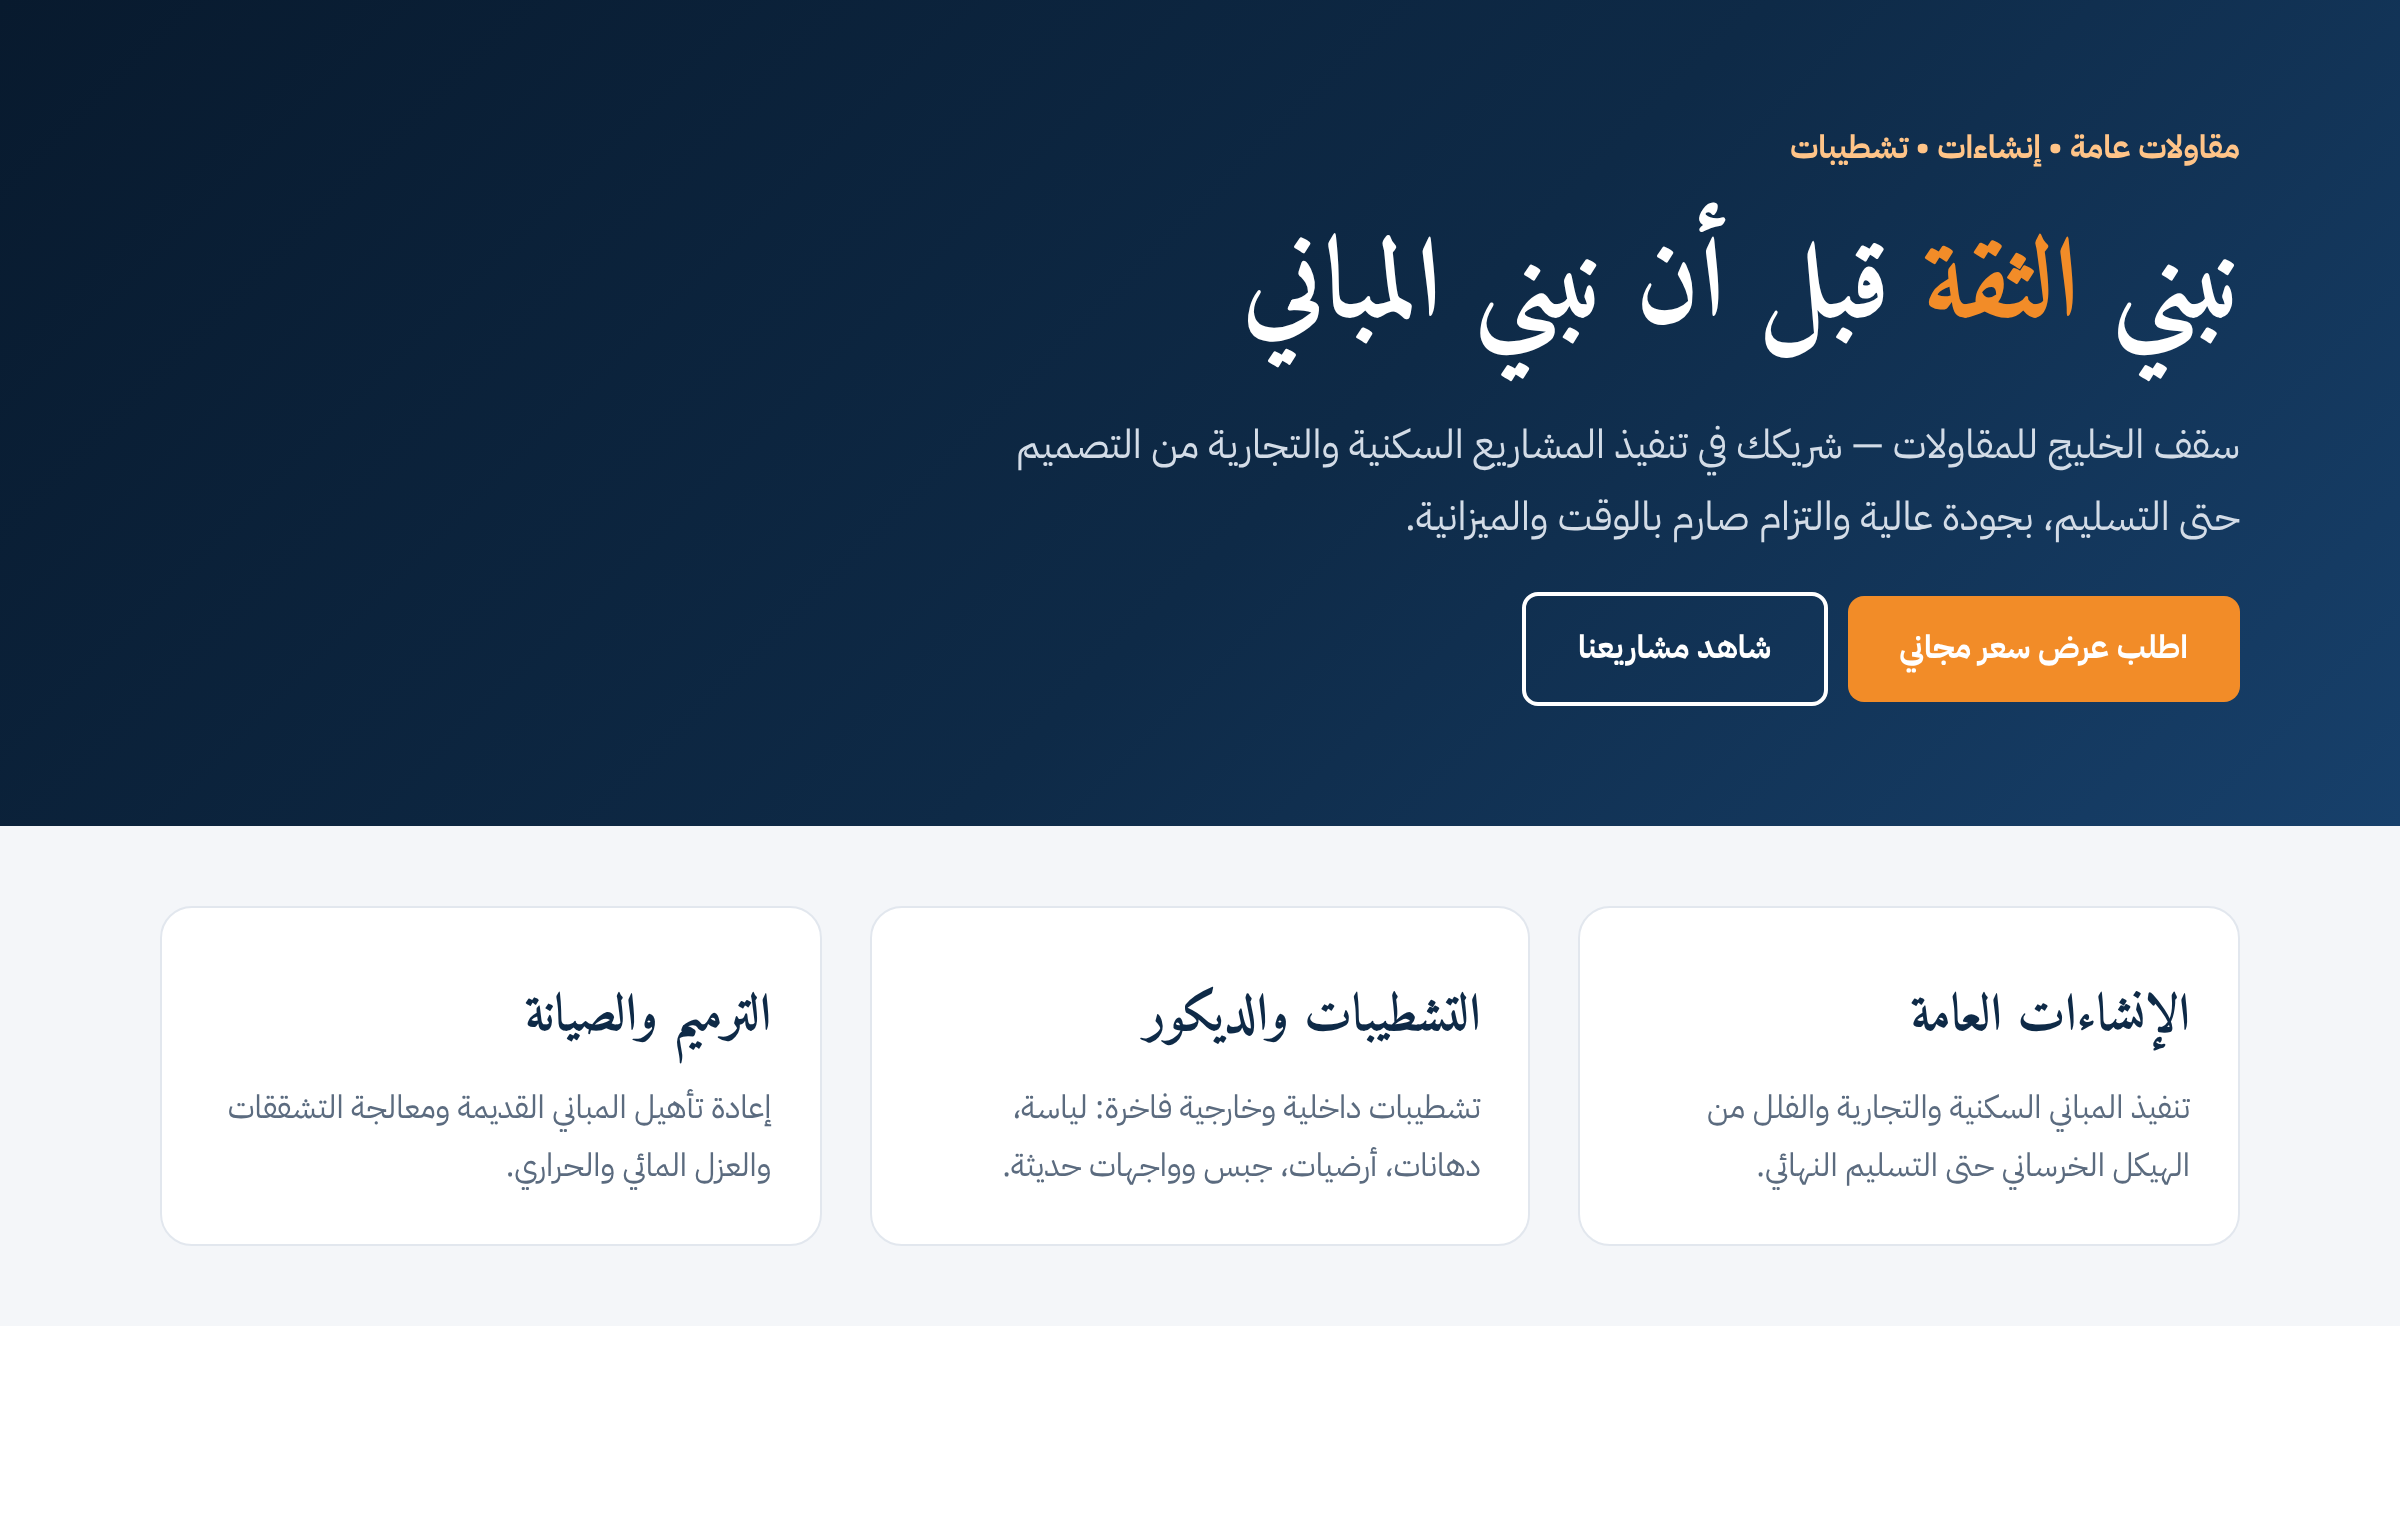 مقاولات عامة • إنشاءات • تشطيبات
نبني الثقة قبل أن نبني المباني
سقف الخليج للمقاولات — شريكك في تنفيذ المشاريع السكنية والتجارية من التصميم
حتى التسليم، بجودة عالية والتزام صارم بالوقت والميزانية.
اطلب عرض سعر مجاني
شاهد مشاريعنا
الإنشاءات العامة
تنفيذ المباني السكنية والتجارية والفلل من
الهيكل الخرساني حتى التسليم النهائي.
التشطيبات والديكور
تشطيبات داخلية وخارجية فاخرة: لياسة،
دهانات، أرضيات، جبس وواجهات حديثة.
الترميم والصيانة
إعادة تأهيل المباني القديمة ومعالجة التشققات
والعزل المائي والحراري.